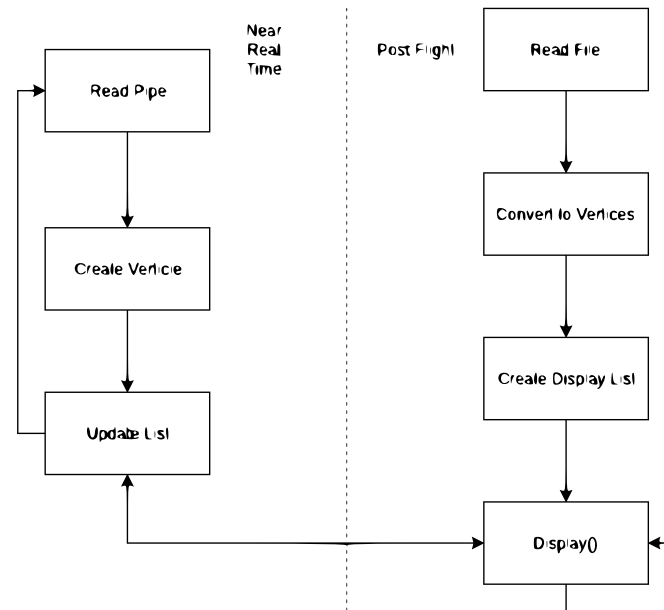 Near
Real
Time
Post Flight
Read File
Read Pipe
Convert to Vertices
Create Verticie
Create Display List
Update List
Display()